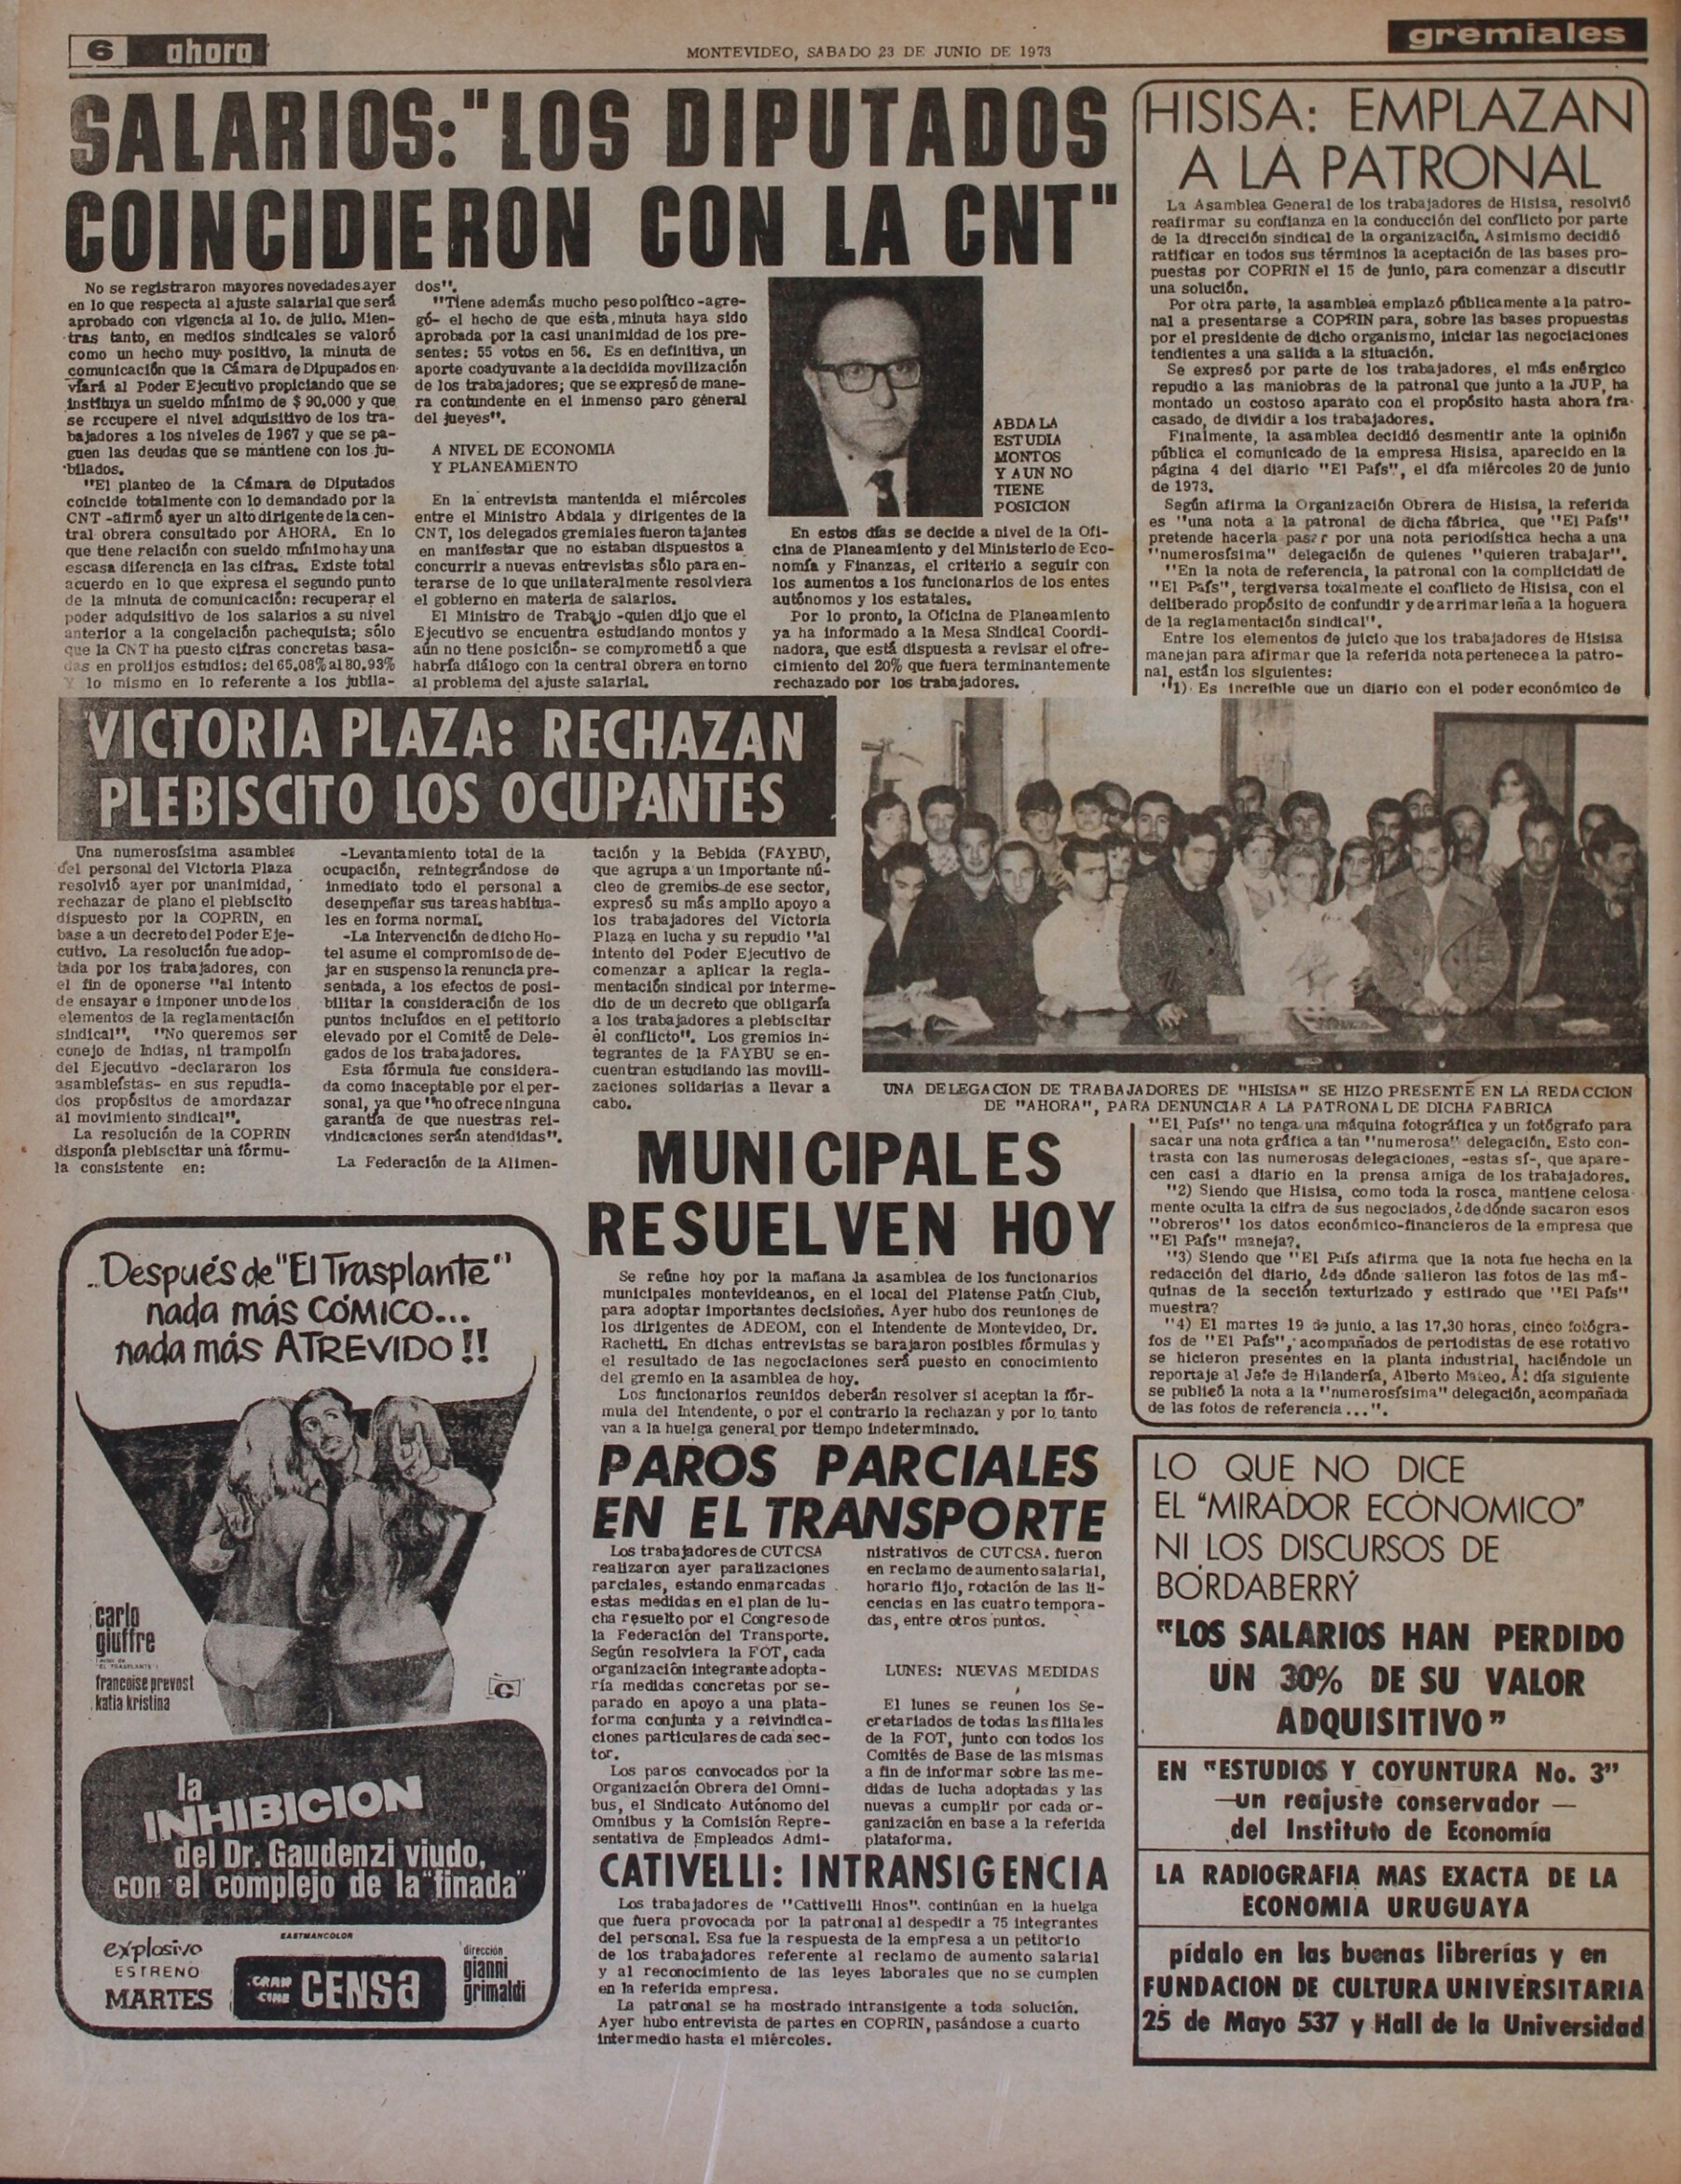 6 ahora
MONTEVIDEO, SABADO 23 DE JUNIO DE 1973
gremiales
SALARIOS: "LOS DIPUTADOS
COINCIDIERON CON LA CNT"
No se registraron mayores novedades ayer
en lo que respecta al ajuste salarial que será
aprobado con vigencia al 1o. de julio. Mien-
tras tanto, en medios sindicales se valoró
como un hecho muy positivo, la minuta de
comunicación que la Cámara de Dipupados en-
viará al Poder Ejecutivo propiciando que se
instituya un sueldo mínimo de $ 90.000 y que
se recupere el nivel adquisitivo de los tra-
bajadores a los niveles de 1967 y que se pa-
guen las deudas que se mantiene con los ju-
bilados.
"El planteo de la Cámara de Diputados
coincide totalmente con lo demandado por la
CNT -afirmó ayer un alto dirigente de la cen-
tral obrera consultado por AHORA. En lo
que tiene relación con sueldo mínimo hay una
escasa diferencia en las cifras. Existe total
acuerdo en lo que expresa el segundo punto
de la minuta de comunicación: recuperar el
poder adquisitivo de los salarios a su nivel
anterior a la congelación pachequista; sólo
que la CNT ha puesto cifras concretas basa-
das en prolijos estudios: del 65.08% al 80.93%
Y lo mismo en lo referente a los jubila-
dos".
"Tiene además mucho peso político -agre-
gó- el hecho de que esta minuta haya sido
aprobada por la casi unanimidad de los pre-
sentes: 55 votos en 56. Es en definitiva, un
aporte coadyuvante a la decidida movilización
de los trabajadores; que se expresó de mane-
ra contundente en el inmenso paro géneral
del jueves".
A NIVEL DE ECONOMIA
Y PLANEAMIENTO
En la entrevista mantenida el miércoles
entre el Ministro Abdala y dirigentes de la
CNT, los delegados gremiales fueron tajantes
en manifestar que no estaban dispuestos a
concurrir a nuevas entrevistas sólo para en-
terarse de lo que unilateralmente resolviera
el gobierno en materia de salarios.
El Ministro de Trabajo -quien dijo que el
Ejecutivo se encuentra estudiando montos y
aún no tiene posición- se comprometió a que
habría diálogo con la central obrera en torno
al problema del ajuste salarial.
ABDALA
ESTUDIA
MONTOS
Y AUN NO
TIENE
POSICION
En estos días se decide a nivel de la Ofi-
cina de Planeamiento y del Ministerio de Eco-
nomía y Finanzas, el criterio a seguir con
los aumentos a los funcionarios de los entes
autónomos y los estatales.
Por lo pronto, la Oficina de Planeamiento
ya ha informado a la Mesa Sindical Coordi-
nadora, que está dispuesta a revisar el ofre-
cimiento del 20% que fuera terminantemente
rechazado por los trabajadores.
HISISA: EMPLAZAN
A LA PATRONAL
La Asamblea General de los trabajadores de Hisisa, resolvió
reafirmar su confianza en la conducción del conflicto por parte
de la dirección sindical de la organización. Asimismo decidió
ratificar en todos sus términos la aceptación de las bases pro-
puestas por COPRIN el 15 de junio, para comenzar a discutir
una solución.
Por otra parte, la asamblea emplazó públicamente a la patro-
nal a presentarse a COPRIN para, sobre las bases propuestas
por el presidente de dicho organismo, iniciar las negociaciones
tendientes a una salida a la situación.
Se expresó por parte de los trabajadores, el más enérgico
repudio a las maniobras de la patronal que junto a la JUP, ha
montado un costoso aparato con el propósito hasta ahora fra-
casado, de dividir a los trabajadores.
Finalmente, la asamblea decidió desmentir ante la opinión
pública el comunicado de la empresa Hisisa, aparecido en la
página 4 del diario "El País", el día miércoles 20 de junio
de 1973.
Según afirma la Organización Obrera de Hisisa, la referida
es "una nota a la patronal de dicha fábrica, que "El País"
pretende hacerla pasar por una nota periodística hecha a una
"numerosísima" delegación de quienes "quieren trabajar".
"En la nota de referencia, la patronal con la complicidati de
"El País", tergiversa totalmente el conflicto de Hisisa, con el
deliberado propósito de confundir y de arrimar leña a la hoguera
de la reglamentación sindical".
Entre los elementos de juicio que los trabajadores de Hisisa
manejan para afirmar que la referida nota pertenece a la patro-
nal, están los siguientes:
"1) Es increíble que un diario con el poder económico de
VICTORIA PLAZA: RECHAZAN
PLEBISCITO LOS OCUPANTES
Una numerosísima asamblea
del personal del Victoria Plaza
resolvió ayer por unanimidad,
rechazar de plano el plebiscito
dispuesto por la COPRIN, en
base a un decreto del Poder Eje-
cutivo. La resolución fue adop-
tada por los trabajadores, con
el fin de oponerse "al intento
de ensayar e imponer uno de los
elementos de la reglamentación
sindical". "No queremos ser
conejo de Indias, ni trampolín
del Ejecutivo -declararon los
asambleístas- en sus repudia-
dos propósitos de amordazar
al movimiento sindical".
La resolución de la COPRIN
disponía plebiscitar una fórmu-
la consistente en:
-Levantamiento total de la
ocupación, reintegrándose de
inmediato todo el personal a
desempeñar sus tareas habitua-
les en forma normal.
-La Intervención de dicho Ho-
tel asume el compromiso de de-
jar en suspenso la renuncia pre-
sentada, a los efectos de posi-
bilitar la consideración de los
puntos incluídos en el petitorio
elevado por el Comité de Dele-
gados de los trabajadores.
Esta fórmula fue considera-
da como inaceptable por el per-
sonal, ya que "no ofrece ninguna
garantía de que nuestras rei-
vindicaciones serán atendidas".
La Federación de la Alimen-
tación y la Bebida (FAYBU),
que agrupa a un importante nú-
cleo de gremios de ese sector,
expresó su más amplio apoyo a
los trabajadores del Victoria
Plaza en lucha y su repudio "al
intento del Poder Ejecutivo de
comenzar a aplicar la regla-
mentación sindical por interme-
dio de un decreto que obligaría
a los trabajadores a plebiscitar
el conflicto". Los gremios in-
tegrantes de la FAYBU se en-
cuentran estudiando las movili-
zaciones solidarias a llevar a
cabo.
UNA DELEGACION DE TRABAJADORES DE "HISISA" SE HIZO PRESENTE EN LA REDACCION
DE "AHORA", PARA DENUNCIAR A LA PATRONAL DE DICHA FABRICA
"El País" no tenga una máquina fotográfica y un fotógrafo para
sacar una nota gráfica a tan "numerosa" delegación. Esto con-
trasta con las numerosas delegaciones, -estas sí-, que apare-
cen casi a diario en la prensa amiga de los trabajadores.
"2) Siendo que Hisisa, como toda la rosca, mantiene celosa-
mente oculta la cifra de sus negociados, ¿de dónde sacaron esos
"obreros" los datos económico-financieros de la empresa que
"El País" maneja?.
"3) Siendo que "El País afirma que la nota fue hecha en la
redacción del diario, ¿de dónde salieron las fotos de las má-
quinas de la sección texturizado y estirado que "El País"
muestra?
"4) El martes 19 de junio, a las 17,30 horas, cinco fotógra-
fos de "El País", acompañados de periodistas de ese rotativo
se hicieron presentes en la planta industrial, haciéndole un
reportaje al Jefe de Hilandería, Alberto Mateo. Al día siguiente
se publicó la nota a la "numerosísima" delegación, acompañada
de las fotos de referencia...".
MUNICIPALES
RESUELVEN HOY
Se reúne hoy por la mañana la asamblea de los funcionarios
municipales montevideanos, en el local del Platense Patín Club,
para adoptar importantes decisiones. Ayer hubo dos reuniones de
los dirigentes de ADEOM, con el Intendente de Montevideo, Dr.
Rachetti. En dichas entrevistas se barajaron posibles fórmulas y
el resultado de las negociaciones será puesto en conocimiento
del gremio en la asamblea de hoy.
Los funcionarios reunidos deberán resolver si aceptan la fór-
mula del Intendente, o por el contrario la rechazan y por lo tanto
van a la huelga general por tiempo indeterminado.
PAROS PARCIALES
EN EL TRANSPORTE
Los trabajadores de CUTCSA
realizaron ayer paralizaciones
parciales, estando enmarcadas
estas medidas en el plan de lu-
cha resuelto por el Congreso de
la Federación del Transporte.
Según resolviera la FOT, cada
organización integrante adopta-
ría medidas concretas por se-
parado en apoyo a una plata-
forma conjunta y a reivindica-
ciones particulares de cada sec-
tor.
Los paros convocados por la
Organización Obrera del Omni-
bus, el Sindicato Autónomo del
Omnibus y la Comisión Repre-
sentativa de Empleados Admi-
nistrativos de CUTCSA. fueron
en reclamo de aumento salarial,
horario fijo, rotación de las li-
cencias en las cuatro tempora-
das, entre otros puntos.
LUNES: NUEVAS MEDIDAS
El lunes se reunen los Se-
cretariados de todas las filiales
de la FOT, junto con todos los
Comités de Base de las mismas
a fin de informar sobre las me-
didas de lucha adoptadas y las
nuevas a cumplir por cada or-
ganización en base a la referida
plataforma.
CATIVELLI: INTRANSIGENCIA
Los trabajadores de "Cattivelli Hnos". continúan en la huelga
que fuera provocada por la patronal al despedir a 75 integrantes
del personal. Esa fue la respuesta de la empresa a un petitorio
de los trabajadores referente al reclamo de aumento salarial
y al reconocimiento de las leyes laborales que no se cumplen
en la referida empresa.
La patronal se ha mostrado intransigente a toda solución.
Ayer hubo entrevista de partes en COPRIN, pasándose a cuarto
intermedio hasta el miércoles.
..Después de "El Trasplante"
nada más CÓMICO...
nada más ATREVIDO!!
carlo
giuffre
"EL TRASPLANTE"
francoise prevost
katia kristina
la
INHIBICION
del Dr. Gaudenzi viudo,
con el complejo de la "finada"
EASTMANCOLOR
explosivo
ESTRENO
MARTES
GRAN
CINE
CENSA
dirección
gianni
grimaldi
LO QUE NO DICE
EL "MIRADOR ECONOMICO"
NI LOS DISCURSOS DE
BORDABERRY
"LOS SALARIOS HAN PERDIDO
UN 30% DE SU VALOR
ADQUISITIVO"
EN "ESTUDIOS Y COYUNTURA No. 3"
—un reajuste conservador—
del Instituto de Economía
LA RADIOGRAFIA MAS EXACTA DE LA
ECONOMIA URUGUAYA
pídalo en las buenas librerías y en
FUNDACION DE CULTURA UNIVERSITARIA
25 de Mayo 537 y Hall de la Universidad